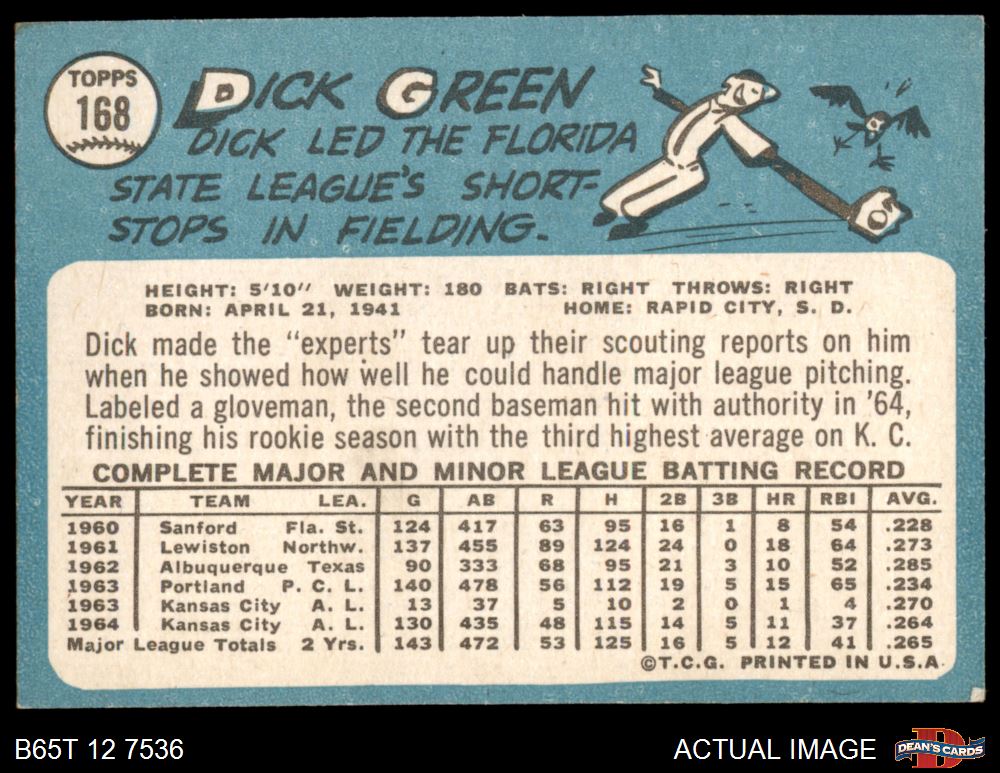 TOPPS
168
DICK GREEN
DICK LED THE FLORIDA
STATE LEAGUE'S SHORT-
STOPS IN FIELDING.
HEIGHT: 5'10" WEIGHT: 180 BATS: RIGHT THROWS: RIGHT
BORN: APRIL 21, 1941 HOME: RAPID CITY, S. D.
Dick made the "experts" tear up their scouting reports on him
when he showed how well he could handle major league pitching.
Labeled a gloveman, the second baseman hit with authority in '64,
finishing his rookie season with the third highest average on K. C.
COMPLETE MAJOR AND MINOR LEAGUE BATTING RECORD
YEAR TEAM LEA. G AB R H 2B 3B HR RBI AVG.
1960 Sanford Fla. St. 124 417 63 95 16 1 8 54 .228
1961 Lewiston Northw. 137 455 89 124 24 0 18 64 .273
1962 Albuquerque Texas 90 333 68 95 21 3 10 52 .285
1963 Portland P. C. L. 140 478 56 112 19 5 15 65 .234
1963 Kansas City A. L. 13 37 5 10 2 0 1 4 .270
1964 Kansas City A. L. 130 435 48 115 14 5 11 37 .264
Major League Totals 2 Yrs. 143 472 53 125 16 5 12 41 .265
©T.C.G. PRINTED IN U.S.A.
B65T 12 7536 ACTUAL IMAGE D DEAN'S CARDS